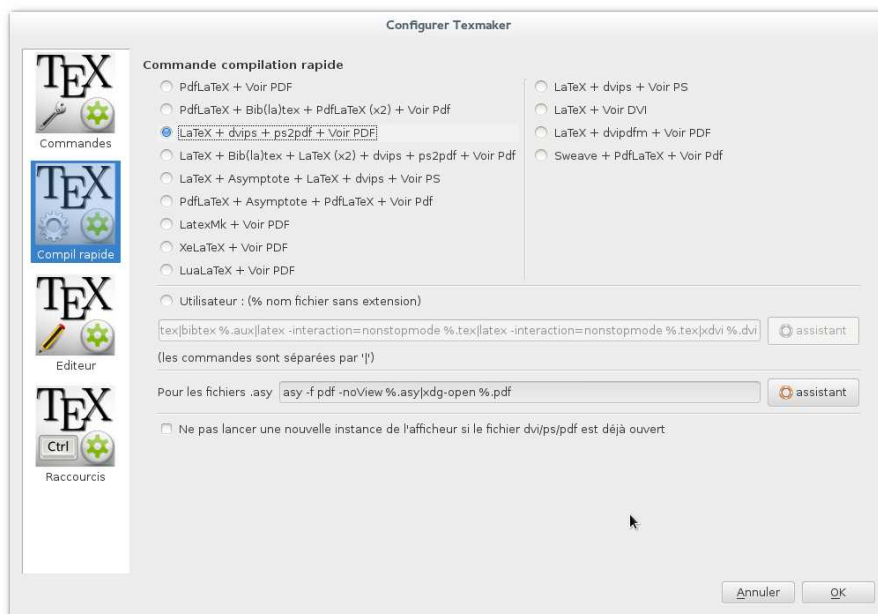 Configurer Texmaker
TEX
Commandes
TEX
Compil rapide
TEX
Editeur
TEX
Ctrl
Raccourcis
Commande compilation rapide
PdfLaTeX + Voir PDF
PdfLaTeX + Bib(la)tex + PdfLaTeX (x2) + Voir Pdf
LaTeX + dvips + ps2pdf + Voir PDF
LaTeX + Bib(la)tex + LaTeX (x2) + dvips + ps2pdf + Voir Pdf
LaTeX + Asymptote + LaTeX + dvips + Voir PS
PdfLaTeX + Asymptote + PdfLaTeX + Voir Pdf
LatexMk + Voir PDF
XeLaTeX + Voir PDF
LuaLaTeX + Voir PDF
LaTeX + dvips + Voir PS
LaTeX + Voir DVI
LaTeX + dvipdfm + Voir PDF
Sweave + PdfLaTeX + Voir Pdf
Utilisateur : (% nom fichier sans extension)
tex|bibtex %.aux|latex -interaction=nonstopmode %.tex|latex -interaction=nonstopmode %.tex|xdvi %.dvi
assistant
(les commandes sont séparées par '|')
Pour les fichiers .asy
asy -f pdf -noView %.asy|xdg-open %.pdf
assistant
Ne pas lancer une nouvelle instance de l'afficheur si le fichier dvi/ps/pdf est déjà ouvert
Annuler
OK